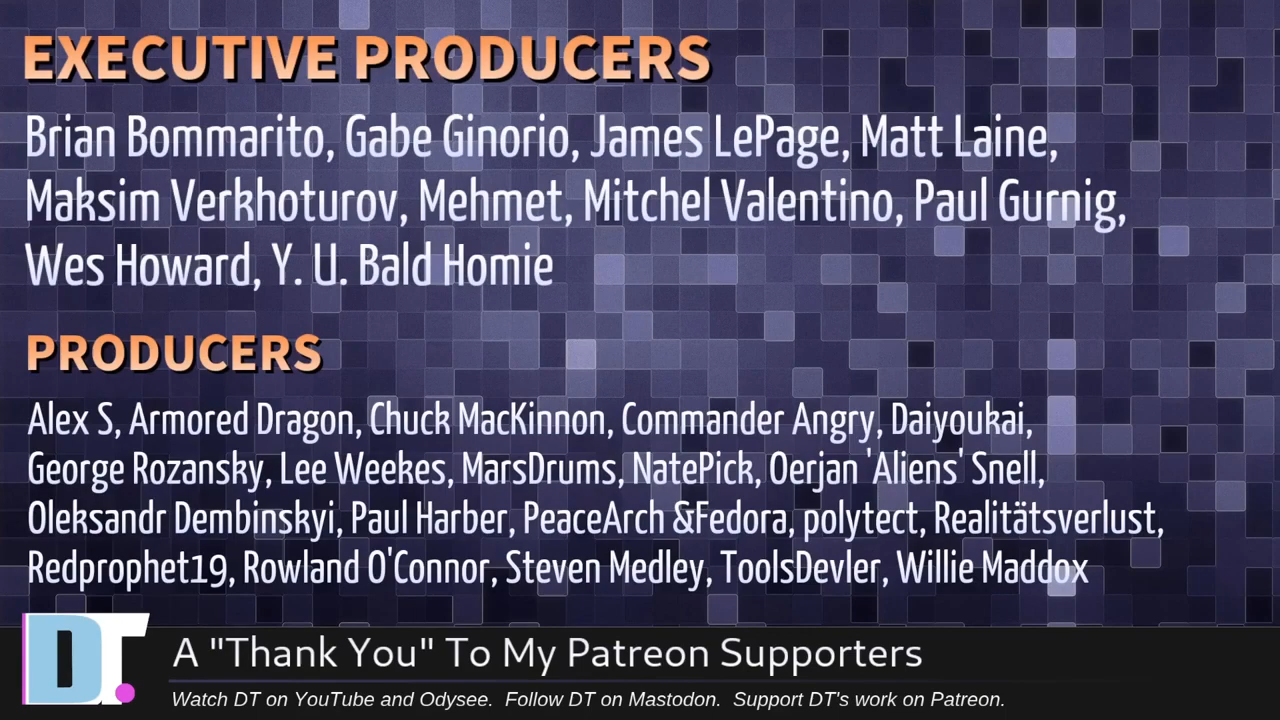 EXECUTIVE PRODUCERS
Brian Bommarito, Gabe Ginorio, James LePage, Matt Laine,
Maksim Verkhoturov, Mehmet, Mitchel Valentino, Paul Gurnig,
Wes Howard, Y. U. Bald Homie
PRODUCERS
Alex S, Armored Dragon, Chuck MacKinnon, Commander Angry, Daiyoukai,
George Rozansky, Lee Weekes, MarsDrums, NatePick, Oerjan 'Aliens' Snell,
Oleksandr Dembinskyi, Paul Harber, PeaceArch &Fedora, polytect, Realitätsverlust,
Redprophet19, Rowland O'Connor, Steven Medley, ToolsDevler, Willie Maddox
DT.
A "Thank You" To My Patreon Supporters
Watch DT on YouTube and Odysee. Follow DT on Mastodon. Support DT's work on Patreon.